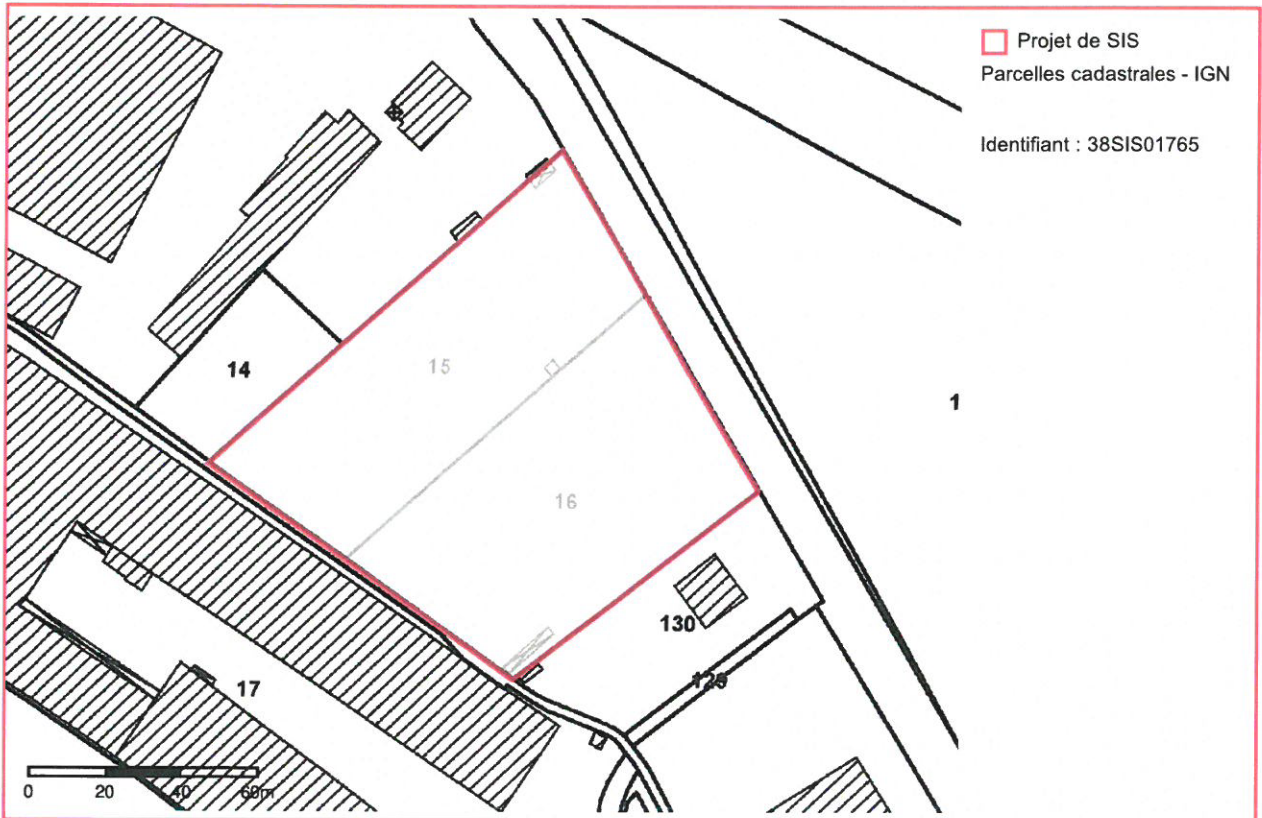 Projet de SIS
Parcelles cadastrales - IGN
Identifiant : 38SIS01765
14
15
1
16
130
17
0 20 40 60m